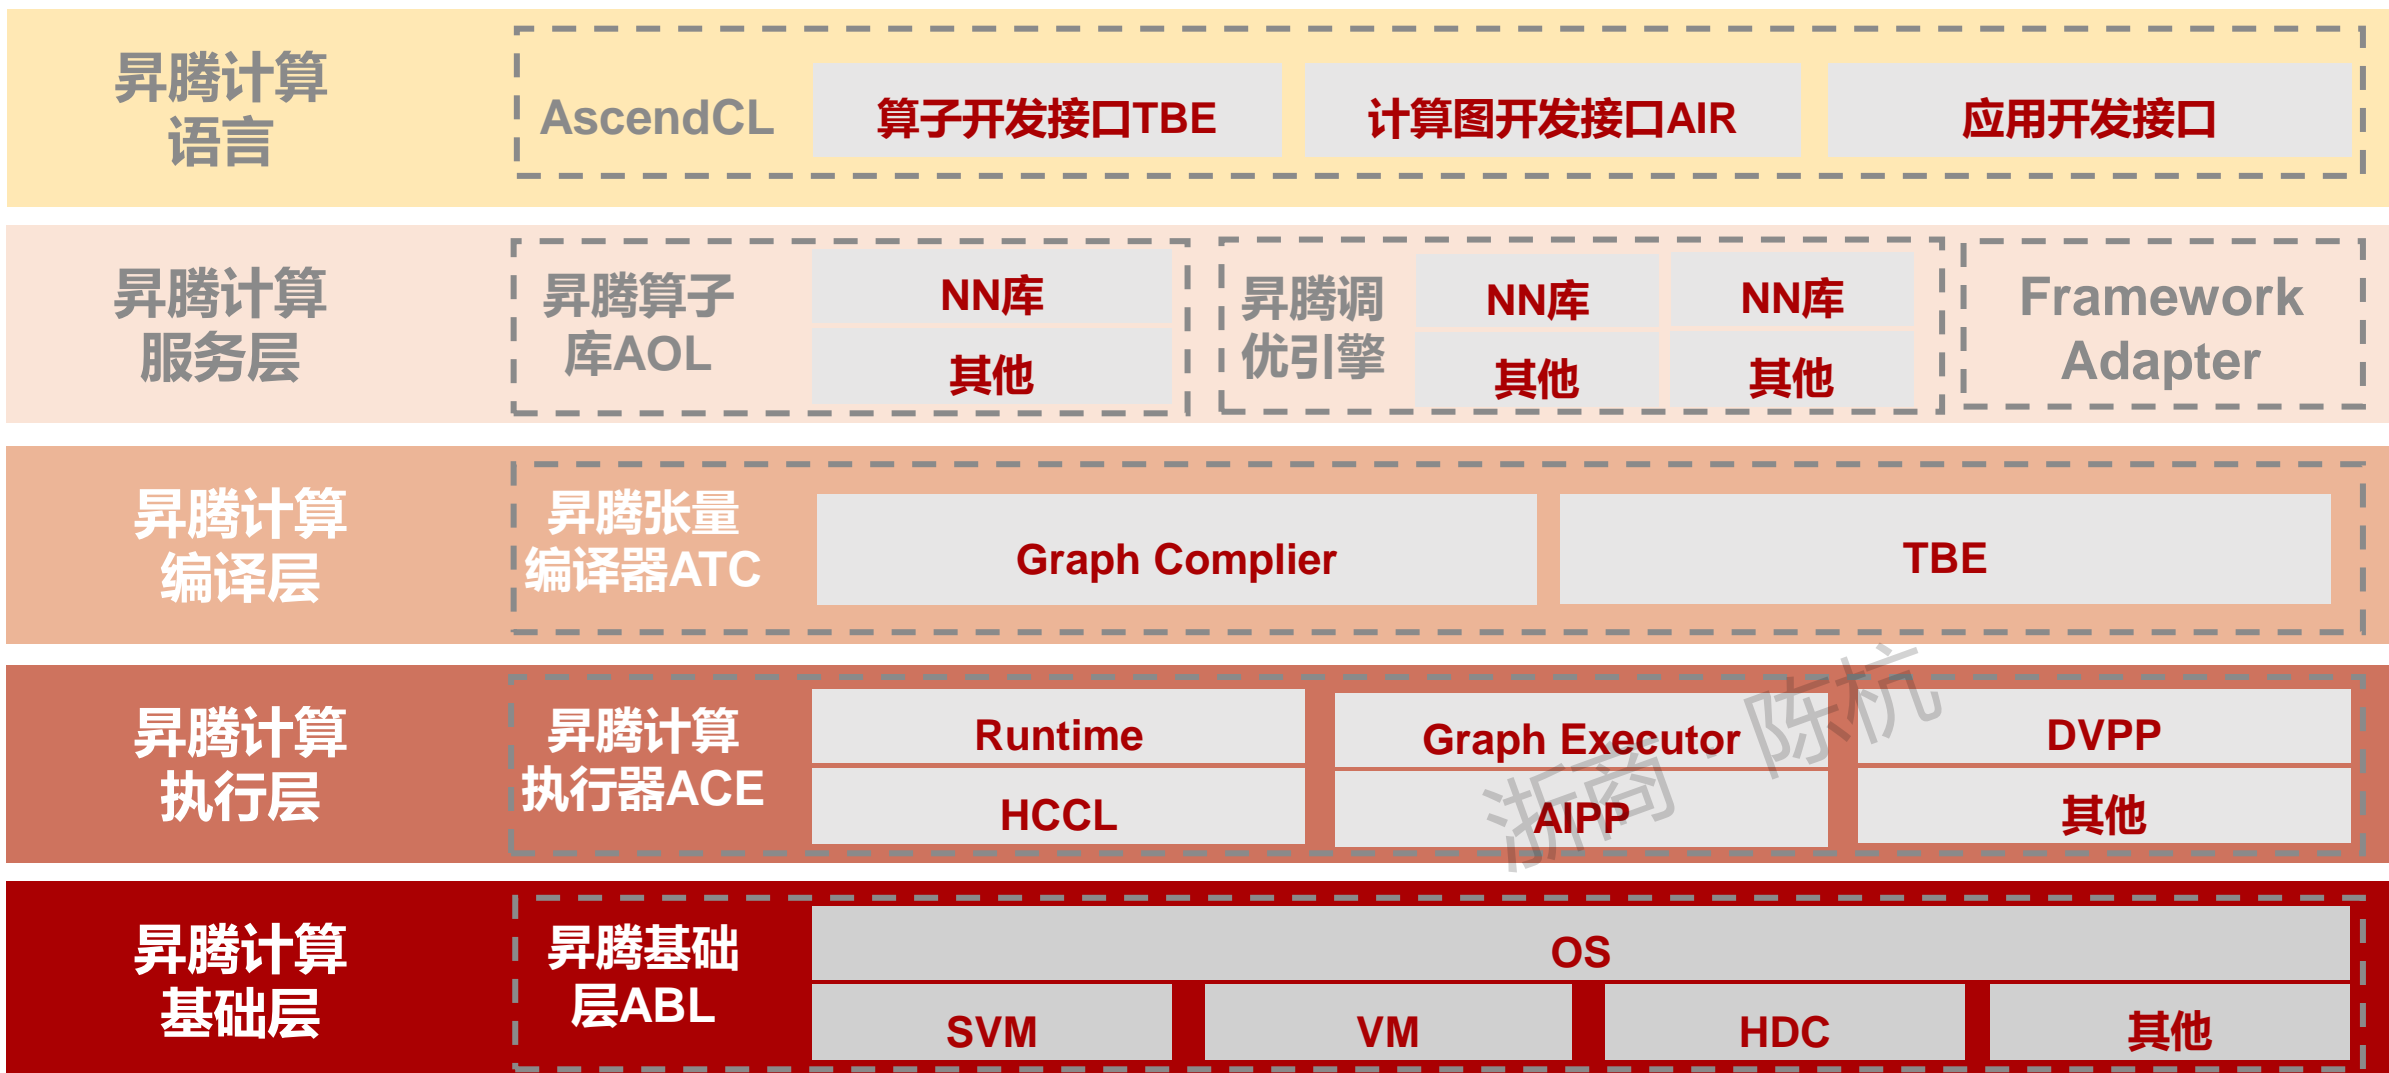 昇腾计算
语言
AscendCL
算子开发接口TBE
计算图开发接口AIR
应用开发接口
昇腾计算
服务层
昇腾算子
库AOL
NN库
其他
昇腾调
优引擎
NN库
NN库
其他
其他
Framework
Adapter
昇腾计算
编译层
昇腾张量
编译器ATC
Graph Complier
TBE
昇腾计算
执行层
昇腾计算
执行器ACE
Runtime
Graph Executor
DVPP
HCCL
AIPP
其他
浙商·陈杭
昇腾计算
基础层
昇腾基础
层ABL
OS
SVM
VM
HDC
其他